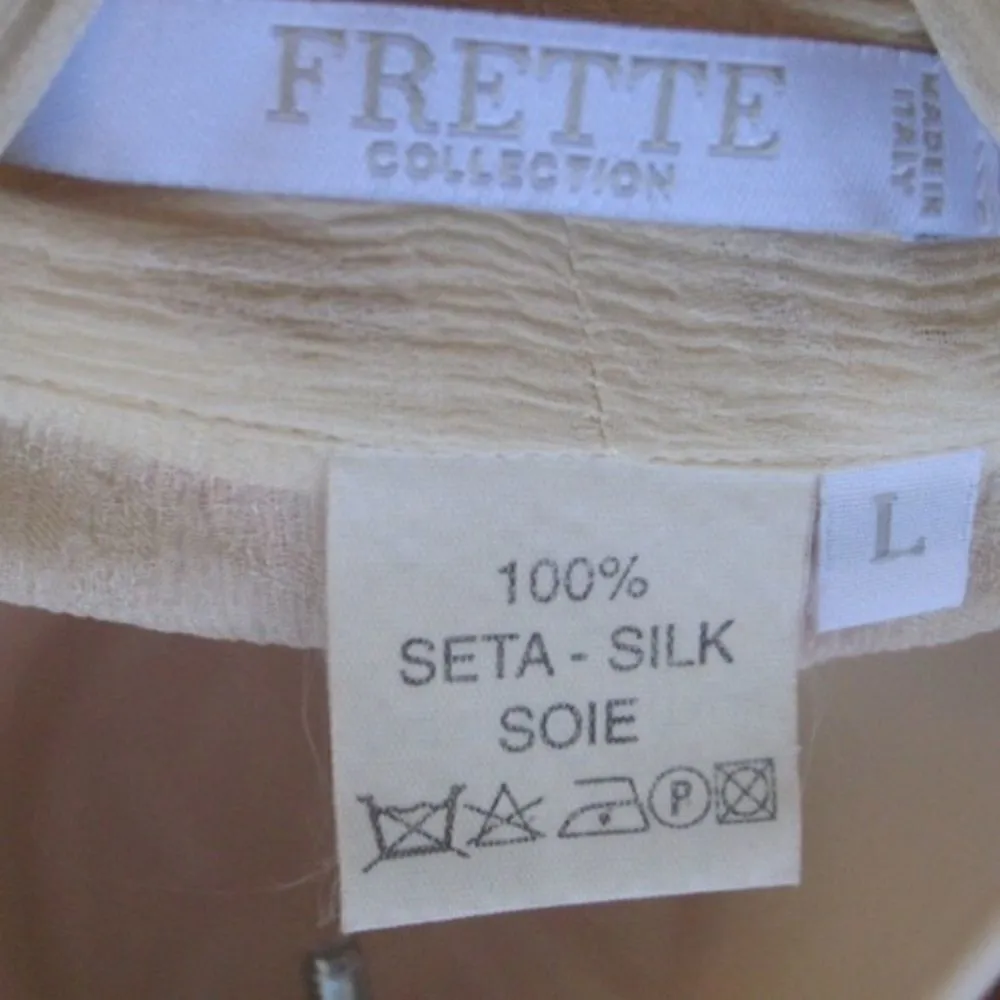 FRETTE
COLLECTION
MADE IN
ITALY
L
100%
SETA - SILK
SOIE
P